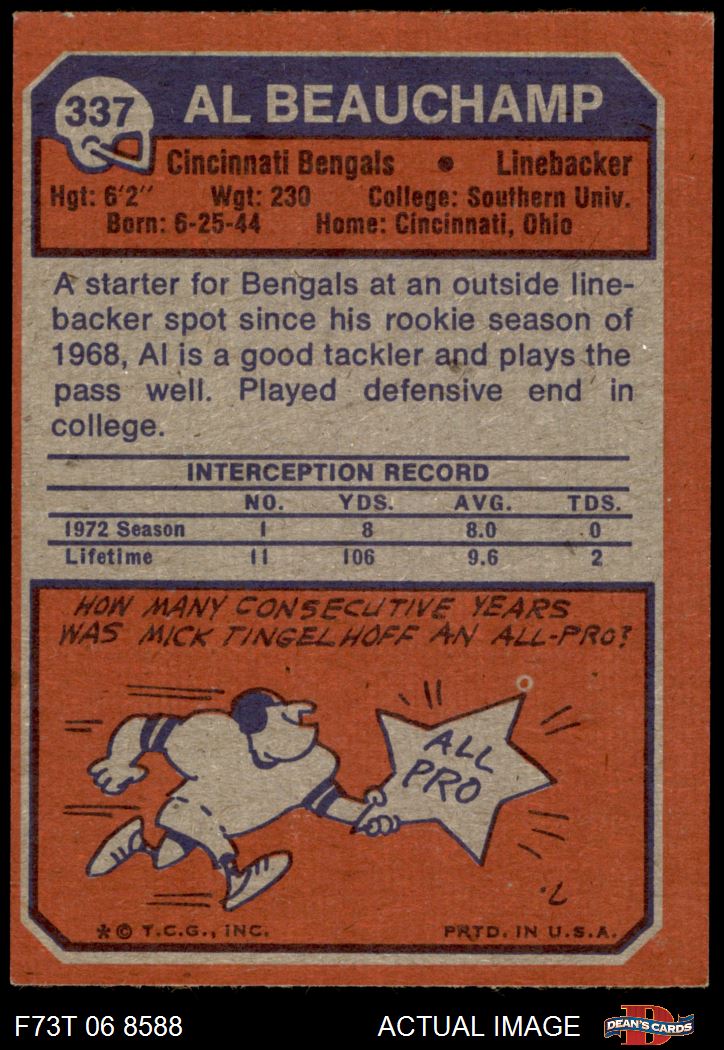 337 AL BEAUCHAMP
Cincinnati Bengals • Linebacker
Hgt: 6'2" Wgt: 230 College: Southern Univ.
Born: 6-25-44 Home: Cincinnati, Ohio
A starter for Bengals at an outside line-
backer spot since his rookie season of
1968, Al is a good tackler and plays the
pass well. Played defensive end in
college.
INTERCEPTION RECORD
NO. YDS. AVG. TDS.
1972 Season 1 8 8.0 0
Lifetime 11 106 9.6 2
HOW MANY CONSECUTIVE YEARS
WAS MICK TINGELHOFF AN ALL-PRO?
ALL
PRO
7.
* © T.C.G., INC. PRTD. IN U.S.A.
F73T 06 8588 ACTUAL IMAGE D DEAN'S CARDS